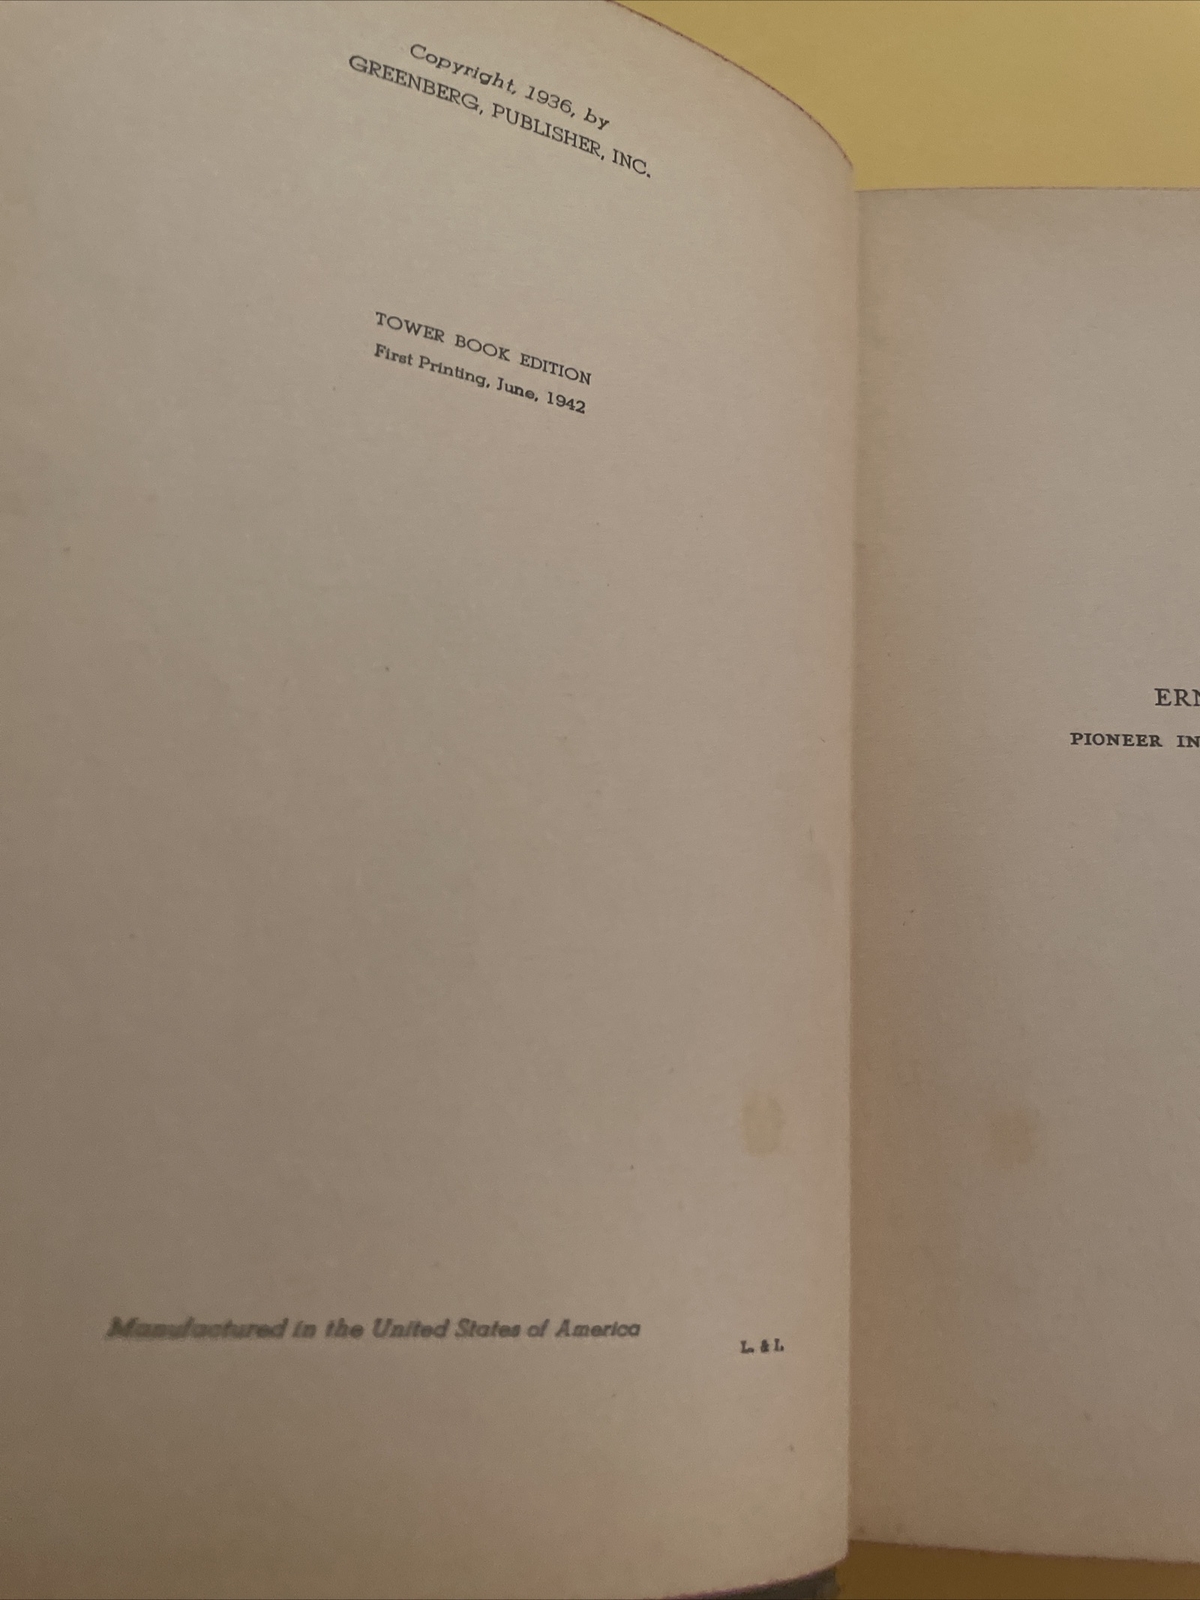 Copyright, 1936, by
GREENBERG, PUBLISHER, INC.
TOWER BOOK EDITION
First Printing, June, 1942
Manufactured in the United States of America
L. & L.
ERN
PIONEER IN